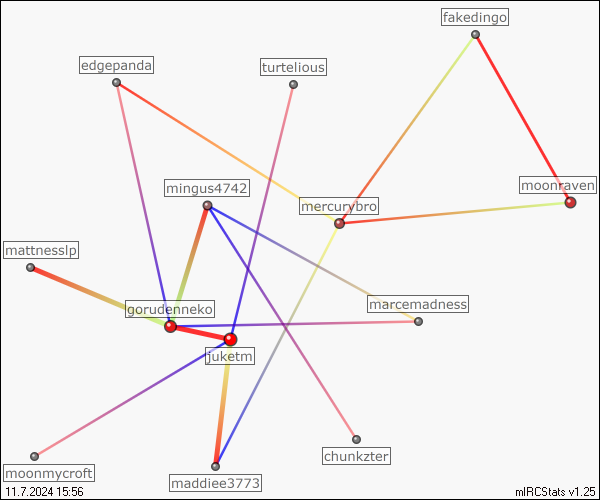 fakedingo
edgepanda
turtelious
mingus4742
moonraven
mercurybro
mattnesslp
gorudenneko
marcemadness
juketm
chunkzter
moonmycroft
maddiee3773
11.7.2024 15:56
mIRCStats v1.25